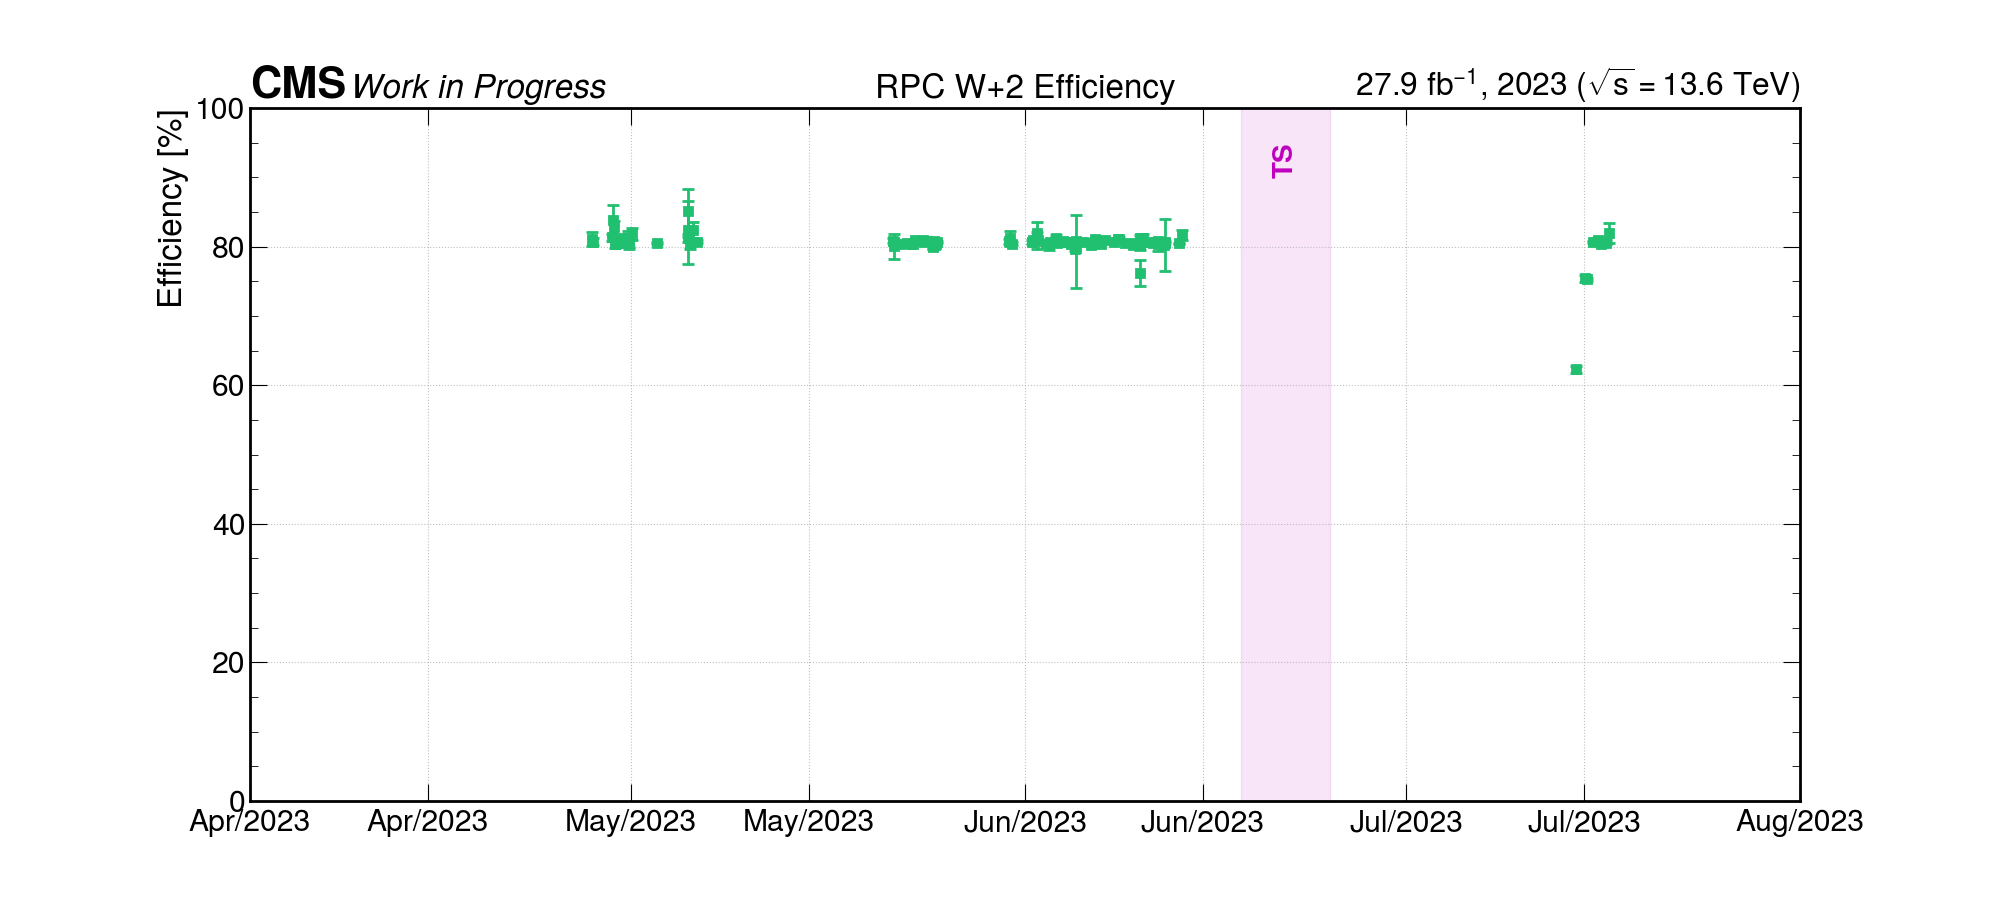 CMS Work in Progress RPC W+2 Efficiency 27.9 fb⁻¹, 2023 (√s = 13.6 TeV)
Efficiency [%]
100
80
60
40
20
0
TS
Apr/2023 Apr/2023 May/2023 May/2023 Jun/2023 Jun/2023 Jul/2023 Jul/2023 Aug/2023